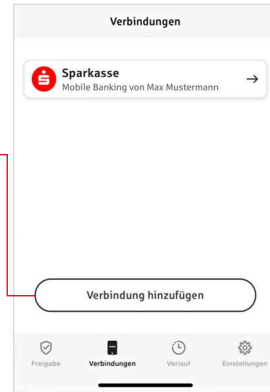 Verbindungen
Sparkasse
Mobile Banking von Max Mustermann
Verbindung hinzufügen
Freigabe Verbindungen Verlauf Einstellungen